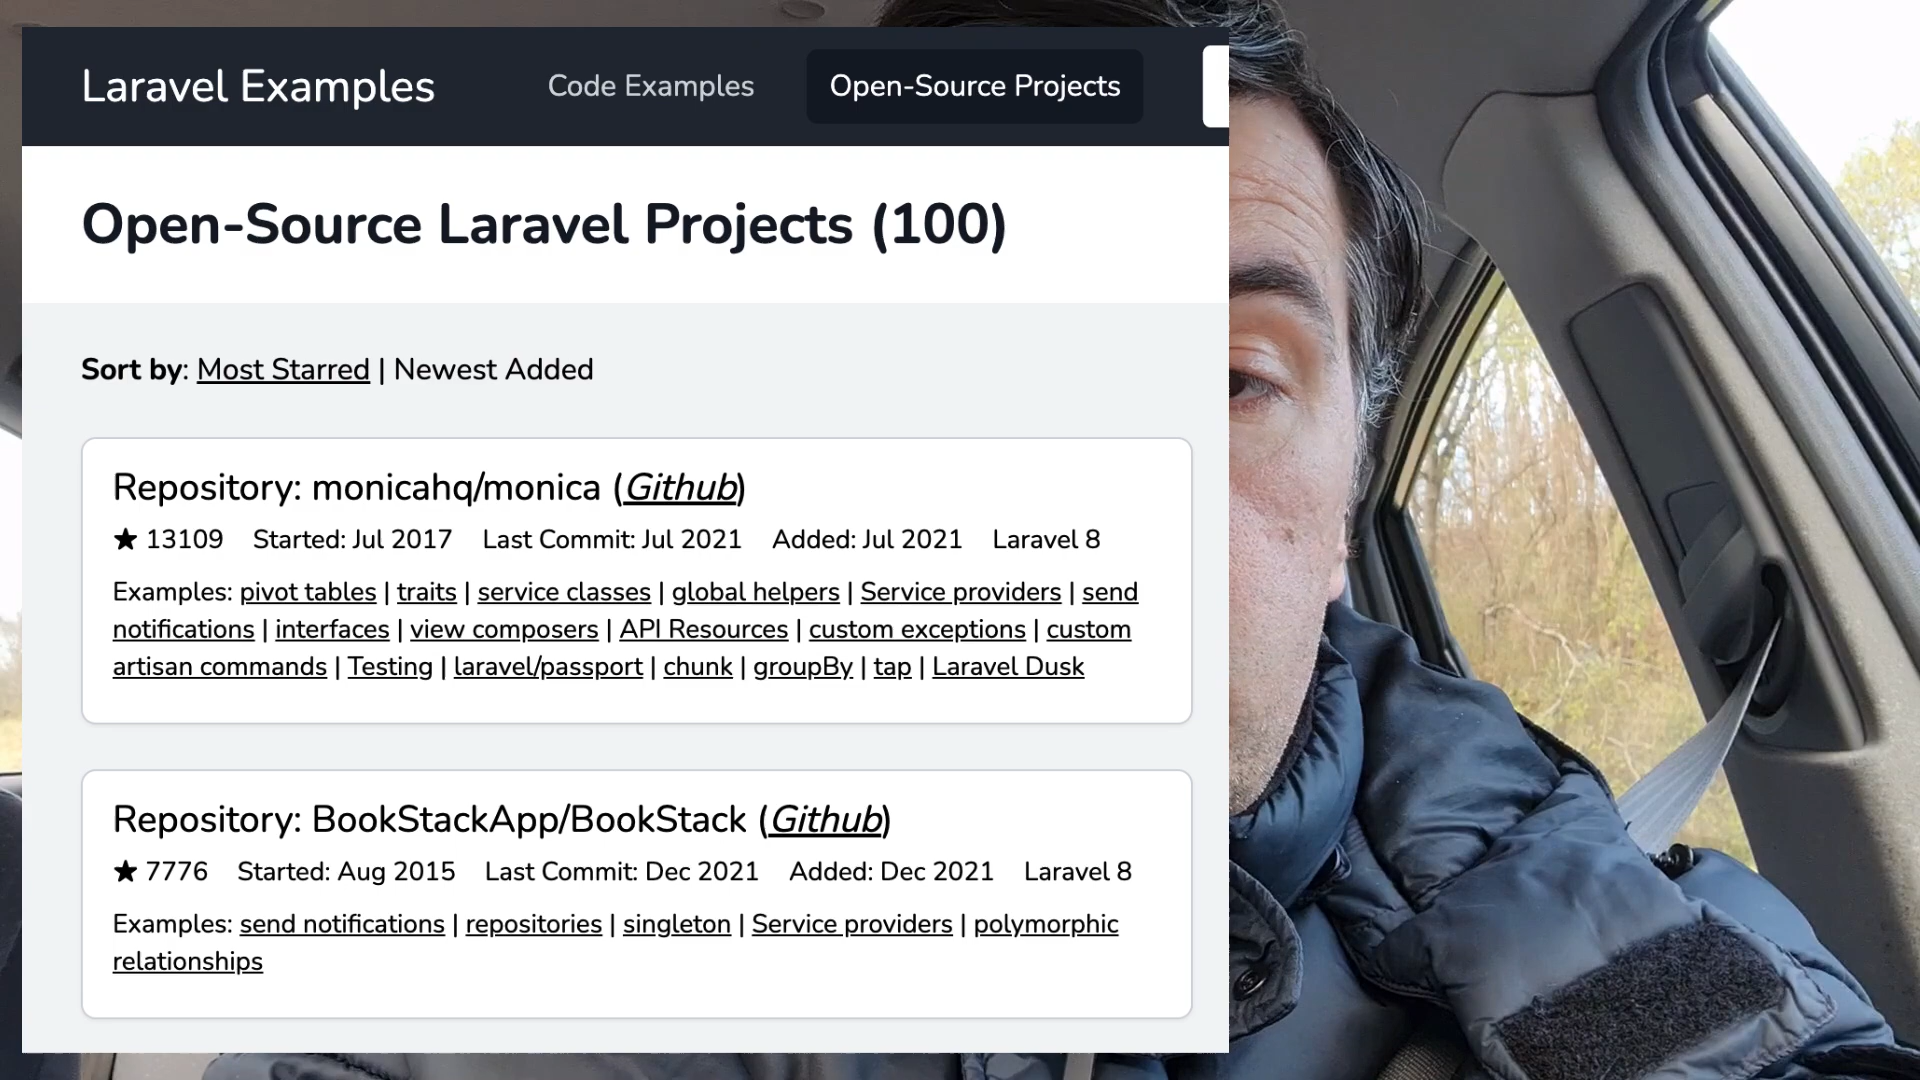 Laravel Examples Code Examples Open-Source Projects
Open-Source Laravel Projects (100)
Sort by: Most Starred | Newest Added
Repository: monicahq/monica (Github)
★ 13109 Started: Jul 2017 Last Commit: Jul 2021 Added: Jul 2021 Laravel 8
Examples: pivot tables | traits | service classes | global helpers | Service providers | send
notifications | interfaces | view composers | API Resources | custom exceptions | custom
artisan commands | Testing | laravel/passport | chunk | groupBy | tap | Laravel Dusk
Repository: BookStackApp/BookStack (Github)
★ 7776 Started: Aug 2015 Last Commit: Dec 2021 Added: Dec 2021 Laravel 8
Examples: send notifications | repositories | singleton | Service providers | polymorphic
relationships